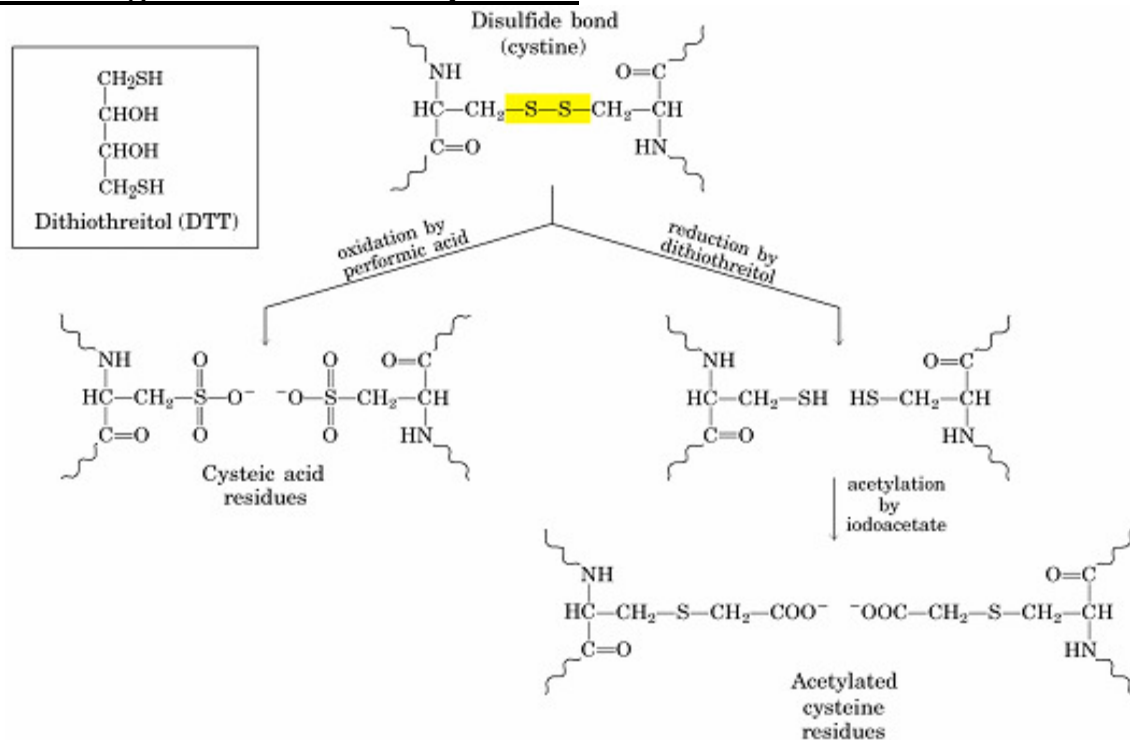 Disulfide bond
(cystine)
CH₂SH
CHOH
CHOH
CH₂SH
Dithiothreitol (DTT)
NH
O=C
HC—CH₂—S—S—CH₂—CH
C=O
HN
oxidation by
performic acid
reduction by
dithiothreitol
NH
O
O
O=C
HC—CH₂—S—O⁻
⁻O—S—CH₂—CH
C=O
O
O
HN
Cysteic acid
residues
NH
O=C
HC—CH₂—SH
HS—CH₂—CH
C=O
HN
acetylation
by
iodoacetate
NH
O=C
HC—CH₂—S—CH₂—COO⁻
⁻OOC—CH₂—S—CH₂—CH
C=O
HN
Acetylated
cysteine
residues